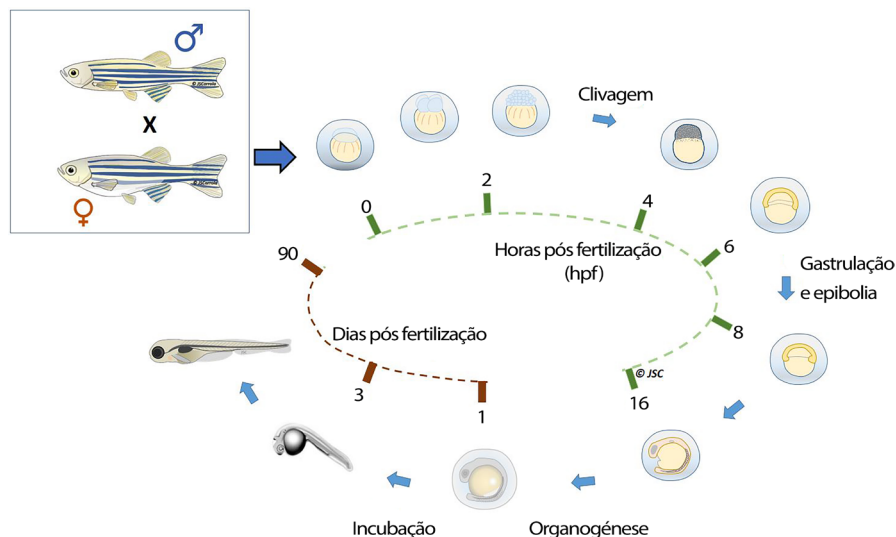 ♂
© JSCorreia
X
♀
Clivagem
0
2
4
6
8
16
Horas pós fertilização
(hpf)
Gastrulação
e epibolia
© JSC
90
Dias pós fertilização
3
1
Incubação
Organogénese